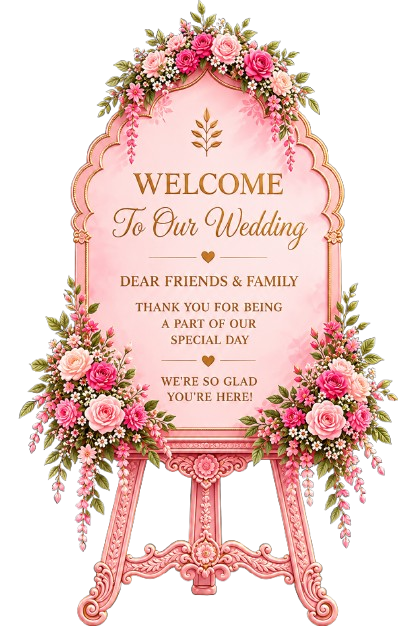 WELCOME
To Our Wedding
DEAR FRIENDS & FAMILY
THANK YOU FOR BEING
A PART OF OUR
SPECIAL DAY
WE'RE SO GLAD
YOU'RE HERE!